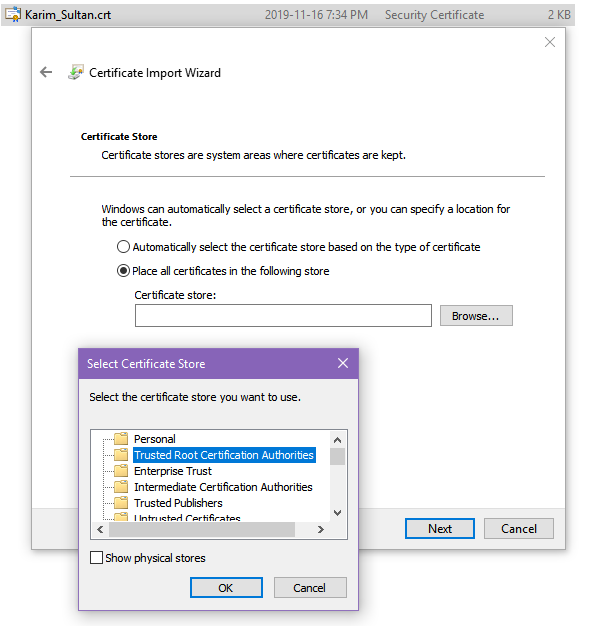 Karim_Sultan.crt 2019-11-16 7:34 PM Security Certificate 2 KB
Certificate Import Wizard
Certificate Store
Certificate stores are system areas where certificates are kept.
Windows can automatically select a certificate store, or you can specify a location for
the certificate.
Automatically select the certificate store based on the type of certificate
Place all certificates in the following store
Certificate store:
Browse...
Select Certificate Store
Select the certificate store you want to use.
Personal
Trusted Root Certification Authorities
Enterprise Trust
Intermediate Certification Authorities
Trusted Publishers
Untrusted Certificates
Show physical stores
OK Cancel
Next Cancel